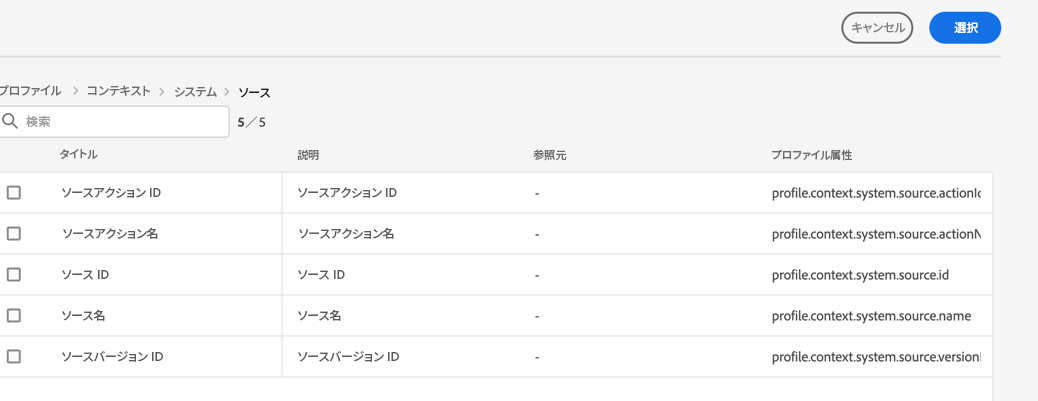 キャンセル 選択
プロファイル > コンテキスト > システム > ソース
検索 5/5
タイトル 説明 参照元 プロファイル属性
ソースアクション ID ソースアクション ID - profile.context.system.source.actionId
ソースアクション名 ソースアクション名 - profile.context.system.source.actionN
ソース ID ソース ID - profile.context.system.source.id
ソース名 ソース名 - profile.context.system.source.name
ソースバージョン ID ソースバージョン ID - profile.context.system.source.version